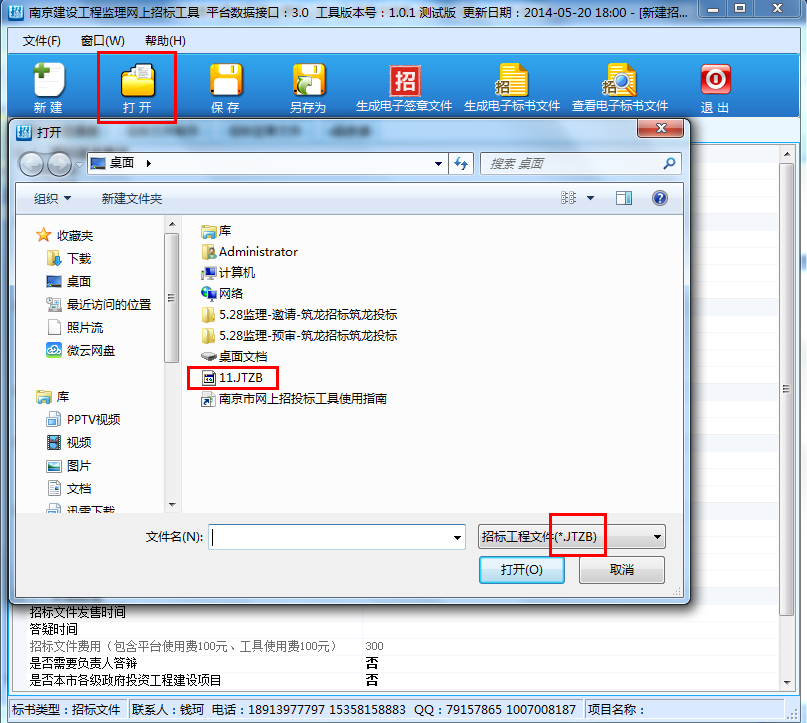 南京建设工程监理网上招标工具 平台数据接口：3.0 工具版本号：1.0.1 测试版 更新日期：2014-05-20 18:00 - [新建招...
文件(F) 窗口(W) 帮助(H)
新 建 打 开 保 存 另存为 生成电子签章文件 生成电子标书文件 查看电子标书文件 退 出
招 招 招
打开
桌面
搜索 桌面
组织 新建文件夹
收藏夹
下载
桌面
最近访问的位置
照片流
微云网盘
库
PPTV视频
视频
图片
文档
迅雷下载
库
Administrator
计算机
网络
5.28监理-邀请-筑龙招标筑龙投标
5.28监理-预审-筑龙招标筑龙投标
桌面文档
11.JTZB
南京市网上招投标工具使用指南
文件名(N):
招标工程文件(*.JTZB)
打开(O) 取消
招标文件发售时间
答疑时间
招标文件费用（包含平台使用费100元、工具使用费100元） 300
是否需要负责人答辩 否
是否本市各级政府投资工程建设项目 否
标书类型：招标文件 联系人：钱珂 电话：18913977797 15358158883 QQ：79157865 1007008187 项目名称：